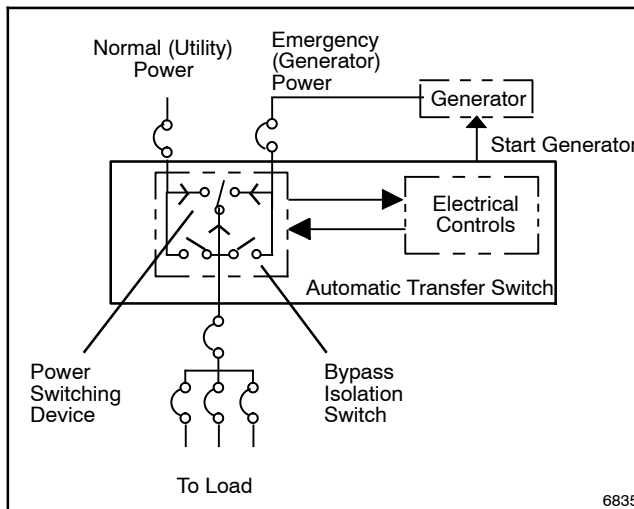 Normal (Utility)
Power
Emergency
(Generator)
Power
Generator
Start Generator
Electrical
Controls
Automatic Transfer Switch
Power
Switching
Device
Bypass
Isolation
Switch
To Load
6835